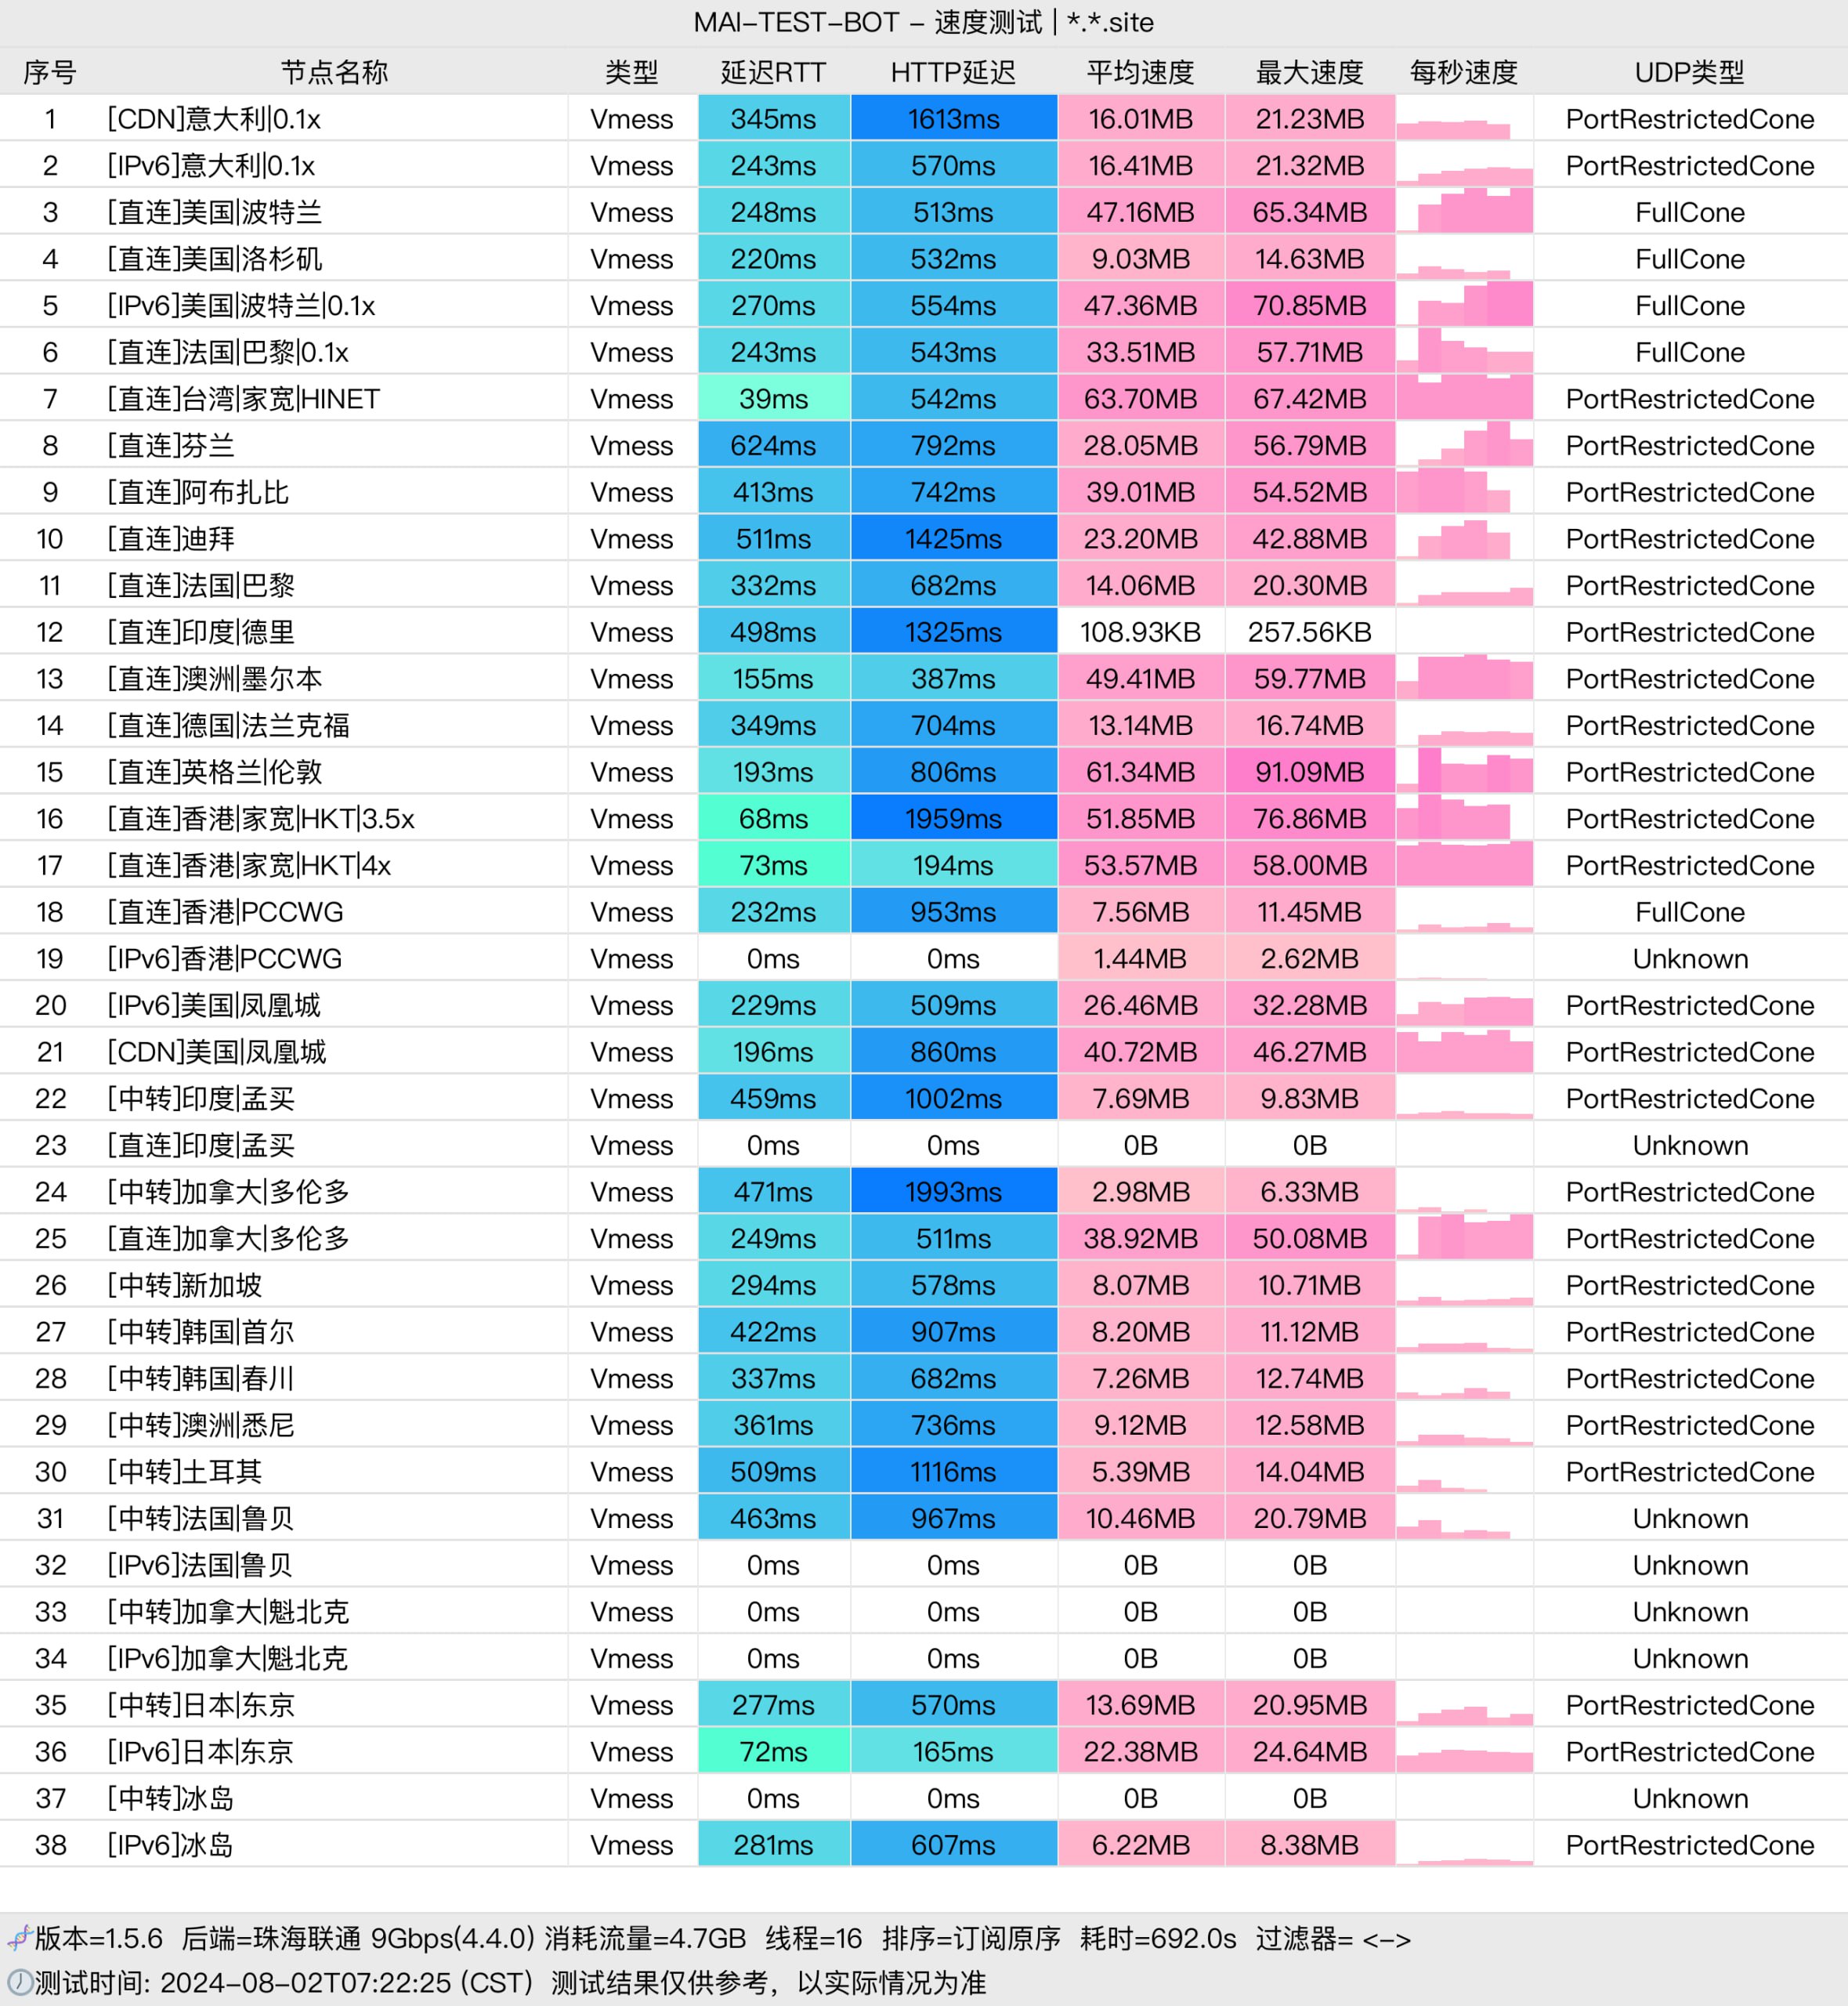 MAI-TEST-BOT - 速度测试 | *.*.site
序号 节点名称 类型 延迟RTT HTTP延迟 平均速度 最大速度 每秒速度 UDP类型
1 [CDN]意大利|0.1x Vmess 345ms 1613ms 16.01MB 21.23MB PortRestrictedCone
2 [IPv6]意大利|0.1x Vmess 243ms 570ms 16.41MB 21.32MB PortRestrictedCone
3 [直连]美国|波特兰 Vmess 248ms 513ms 47.16MB 65.34MB FullCone
4 [直连]美国|洛杉矶 Vmess 220ms 532ms 9.03MB 14.63MB FullCone
5 [IPv6]美国|波特兰|0.1x Vmess 270ms 554ms 47.36MB 70.85MB FullCone
6 [直连]法国|巴黎|0.1x Vmess 243ms 543ms 33.51MB 57.71MB FullCone
7 [直连]台湾|家宽|HINET Vmess 39ms 542ms 63.70MB 67.42MB PortRestrictedCone
8 [直连]芬兰 Vmess 624ms 792ms 28.05MB 56.79MB PortRestrictedCone
9 [直连]阿布扎比 Vmess 413ms 742ms 39.01MB 54.52MB PortRestrictedCone
10 [直连]迪拜 Vmess 511ms 1425ms 23.20MB 42.88MB PortRestrictedCone
11 [直连]法国|巴黎 Vmess 332ms 682ms 14.06MB 20.30MB PortRestrictedCone
12 [直连]印度|德里 Vmess 498ms 1325ms 108.93KB 257.56KB PortRestrictedCone
13 [直连]澳洲|墨尔本 Vmess 155ms 387ms 49.41MB 59.77MB PortRestrictedCone
14 [直连]德国|法兰克福 Vmess 349ms 704ms 13.14MB 16.74MB PortRestrictedCone
15 [直连]英格兰|伦敦 Vmess 193ms 806ms 61.34MB 91.09MB PortRestrictedCone
16 [直连]香港|家宽|HKT|3.5x Vmess 68ms 1959ms 51.85MB 76.86MB PortRestrictedCone
17 [直连]香港|家宽|HKT|4x Vmess 73ms 194ms 53.57MB 58.00MB PortRestrictedCone
18 [直连]香港|PCCWG Vmess 232ms 953ms 7.56MB 11.45MB FullCone
19 [IPv6]香港|PCCWG Vmess 0ms 0ms 1.44MB 2.62MB Unknown
20 [IPv6]美国|凤凰城 Vmess 229ms 509ms 26.46MB 32.28MB PortRestrictedCone
21 [CDN]美国|凤凰城 Vmess 196ms 860ms 40.72MB 46.27MB PortRestrictedCone
22 [中转]印度|孟买 Vmess 459ms 1002ms 7.69MB 9.83MB PortRestrictedCone
23 [直连]印度|孟买 Vmess 0ms 0ms 0B 0B Unknown
24 [中转]加拿大|多伦多 Vmess 471ms 1993ms 2.98MB 6.33MB PortRestrictedCone
25 [直连]加拿大|多伦多 Vmess 249ms 511ms 38.92MB 50.08MB PortRestrictedCone
26 [中转]新加坡 Vmess 294ms 578ms 8.07MB 10.71MB PortRestrictedCone
27 [中转]韩国|首尔 Vmess 422ms 907ms 8.20MB 11.12MB PortRestrictedCone
28 [中转]韩国|春川 Vmess 337ms 682ms 7.26MB 12.74MB PortRestrictedCone
29 [中转]澳洲|悉尼 Vmess 361ms 736ms 9.12MB 12.58MB PortRestrictedCone
30 [中转]土耳其 Vmess 509ms 1116ms 5.39MB 14.04MB PortRestrictedCone
31 [中转]法国|鲁贝 Vmess 463ms 967ms 10.46MB 20.79MB Unknown
32 [IPv6]法国|鲁贝 Vmess 0ms 0ms 0B 0B Unknown
33 [中转]加拿大|魁北克 Vmess 0ms 0ms 0B 0B Unknown
34 [IPv6]加拿大|魁北克 Vmess 0ms 0ms 0B 0B Unknown
35 [中转]日本|东京 Vmess 277ms 570ms 13.69MB 20.95MB PortRestrictedCone
36 [IPv6]日本|东京 Vmess 72ms 165ms 22.38MB 24.64MB PortRestrictedCone
37 [中转]冰岛 Vmess 0ms 0ms 0B 0B Unknown
38 [IPv6]冰岛 Vmess 281ms 607ms 6.22MB 8.38MB PortRestrictedCone
版本=1.5.6 后端=珠海联通 9Gbps(4.4.0) 消耗流量=4.7GB 线程=16 排序=订阅原序 耗时=692.0s 过滤器= <->
测试时间: 2024-08-02T07:22:25 (CST) 测试结果仅供参考，以实际情况为准